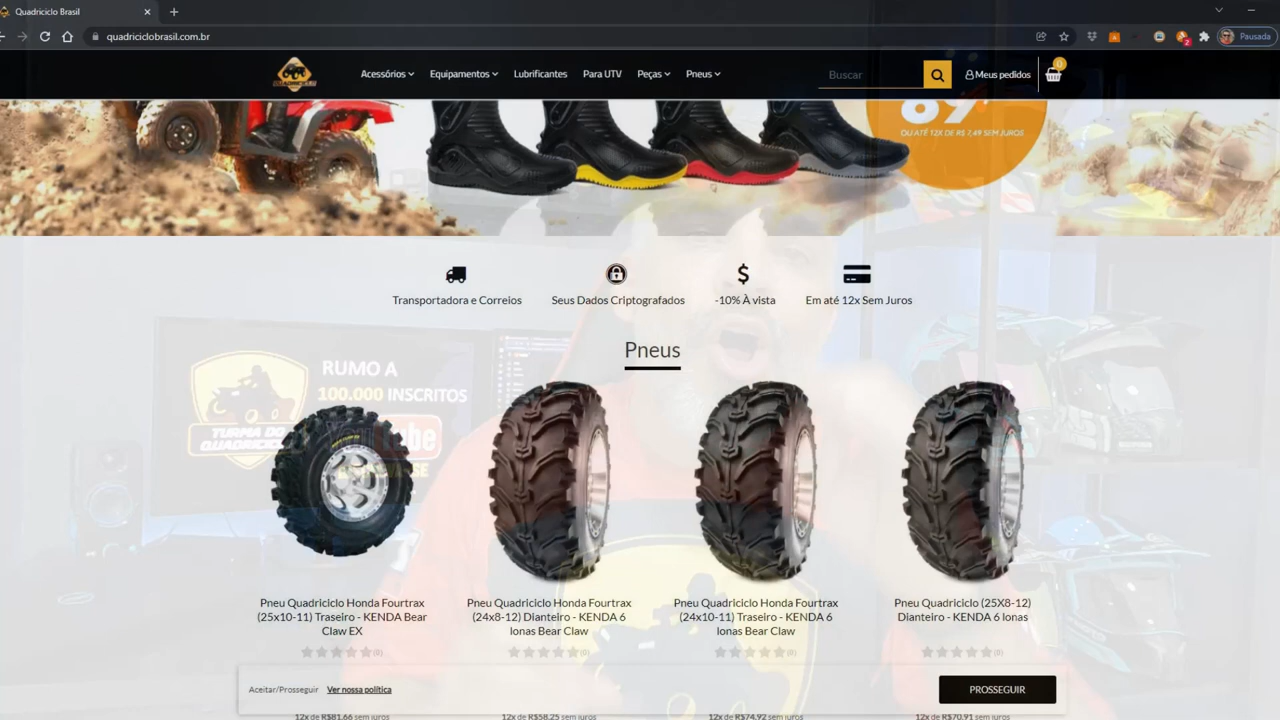 Quadriciclo Brasil
quadriciclobrasil.com.br
Pausada
Acessórios
Equipamentos
Lubrificantes
Para UTV
Peças
Pneus
Buscar
Meus pedidos
0
OU ATÉ 12X DE R$ 7,49 SEM JUROS
Transportadora e Correios
Seus Dados Criptografados
-10% À vista
Em até 12x Sem Juros
Pneus
RUMO A
100.000 INSCRITOS
TURMA DO
QUADRICICLO
Pneu Quadriciclo Honda Fourtrax
(25x10-11) Traseiro - KENDA Bear
Claw EX
(0)
Pneu Quadriciclo Honda Fourtrax
(24x8-12) Dianteiro - KENDA 6
lonas Bear Claw
(0)
Pneu Quadriciclo Honda Fourtrax
(24x10-11) Traseiro - KENDA 6
lonas Bear Claw
(0)
Pneu Quadriciclo (25X8-12)
Dianteiro - KENDA 6 lonas
(0)
Aceitar/Prosseguir
Ver nossa política
PROSSEGUIR
12x de R$81,66 sem juros
12x de R$58,25 sem juros
12x de R$74,92 sem juros
12x de R$70,91 sem juros